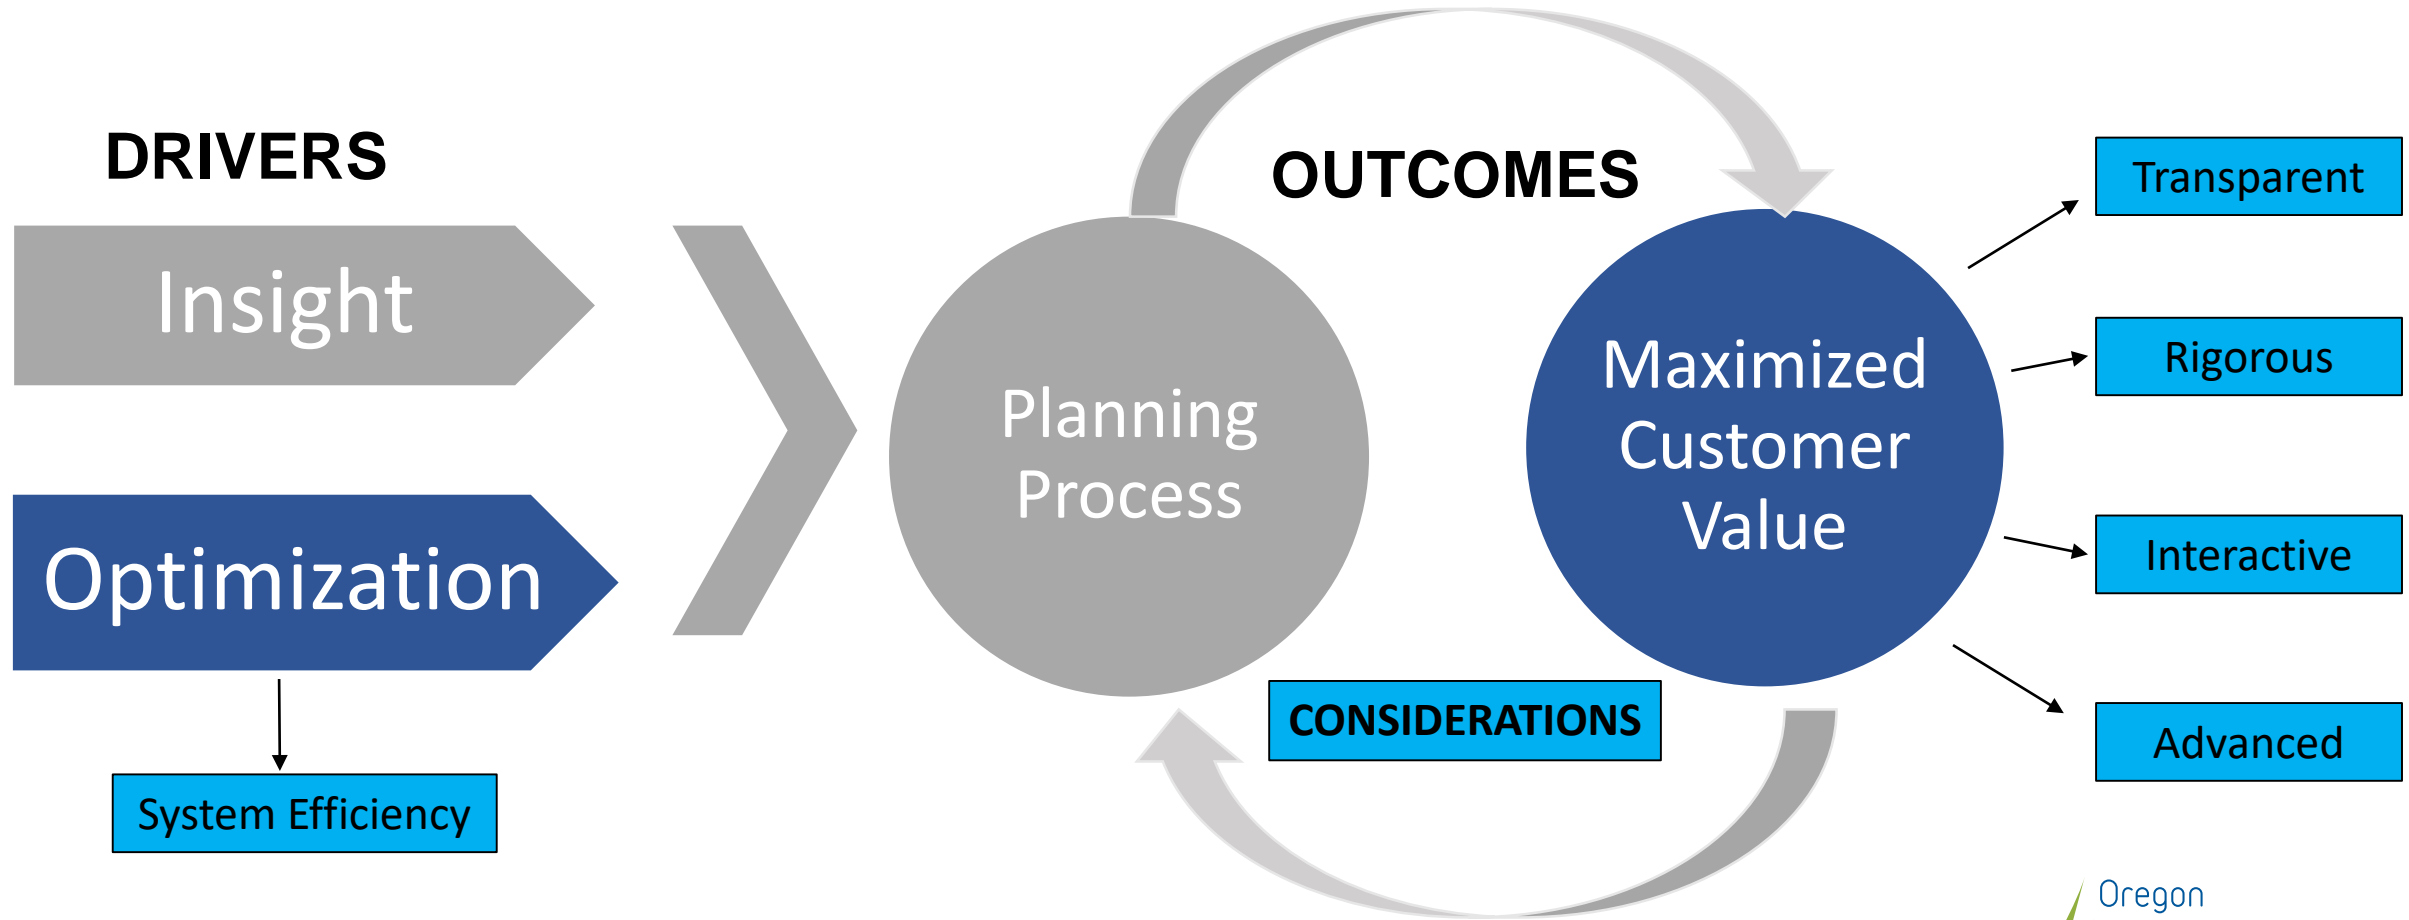 DRIVERS
Insight
Optimization
System Efficiency
Planning
Process
OUTCOMES
Maximized
Customer
Value
CONSIDERATIONS
Transparent
Rigorous
Interactive
Advanced
Oregon